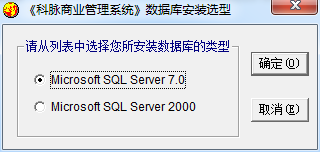 《科脉商业管理系统》数据库安装选型
请从列表中选择您所安装数据库的类型
Microsoft SQL Server 7.0
Microsoft SQL Server 2000
确定(O)
取消(E)